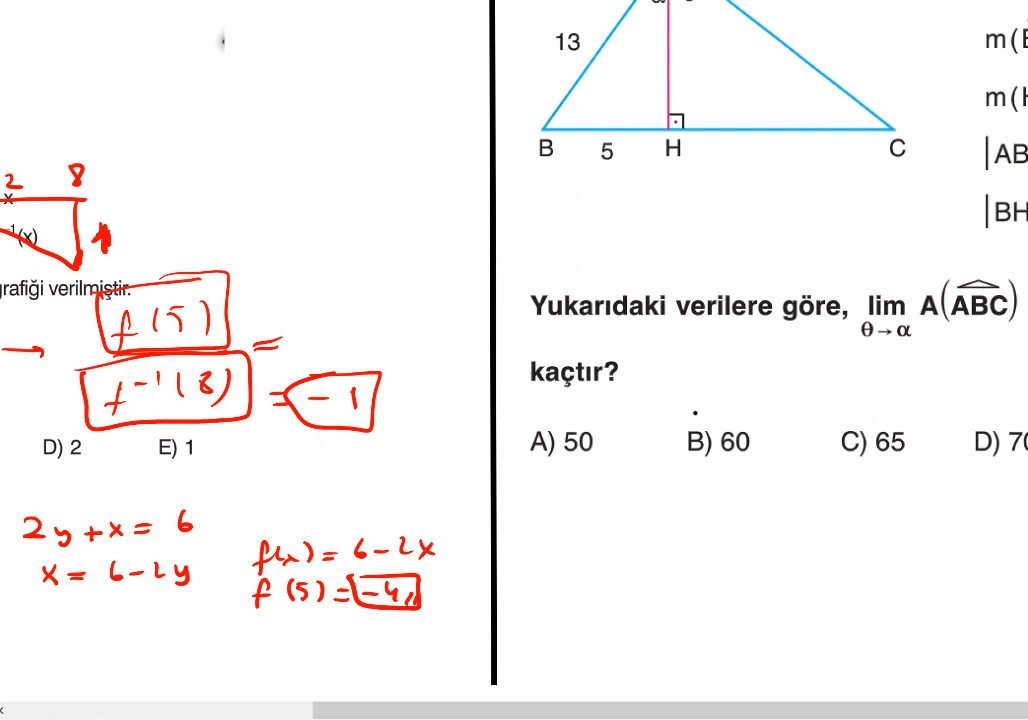 2 8
x
⁻¹(x)
grafiği verilmiştir.
f(5)
=
f⁻¹(8)
= -1
D) 2 E) 1
2y+x = 6
x = 6-2y
f(x) = 6-2x
f(5) = -4
13
B 5 H C
m(
m(
|AB
|BH
Yukarıdaki verilere göre, lim A(ABC)
θ→α
kaçtır?
A) 50 B) 60 C) 65 D) 70